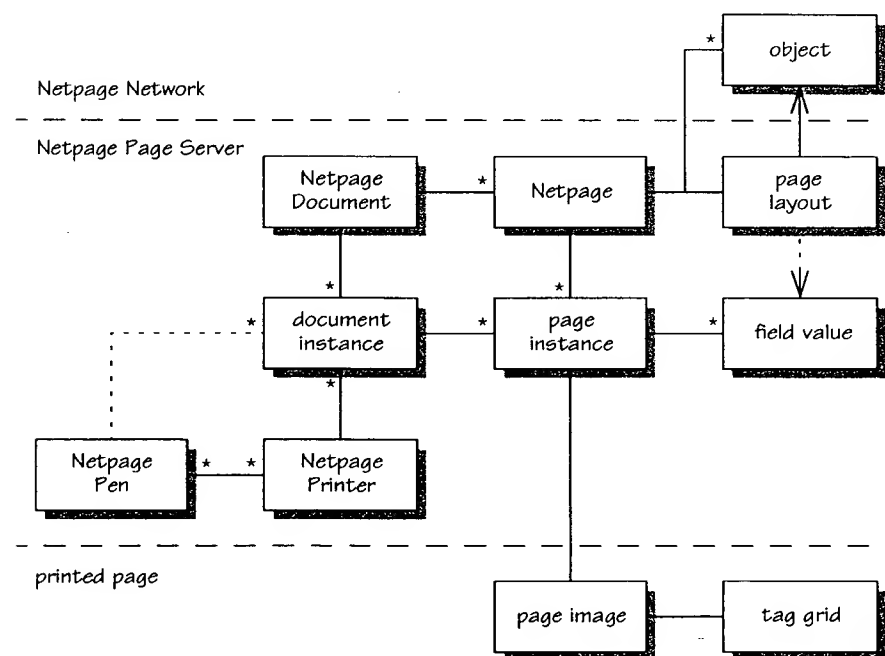 *
object
Netpage Network
Netpage Page Server
Netpage
Document
*
Netpage
page
layout
*
*
*
document
instance
*
page
instance
*
field value
*
Netpage
Pen
*
*
Netpage
Printer
printed page
page image
tag grid